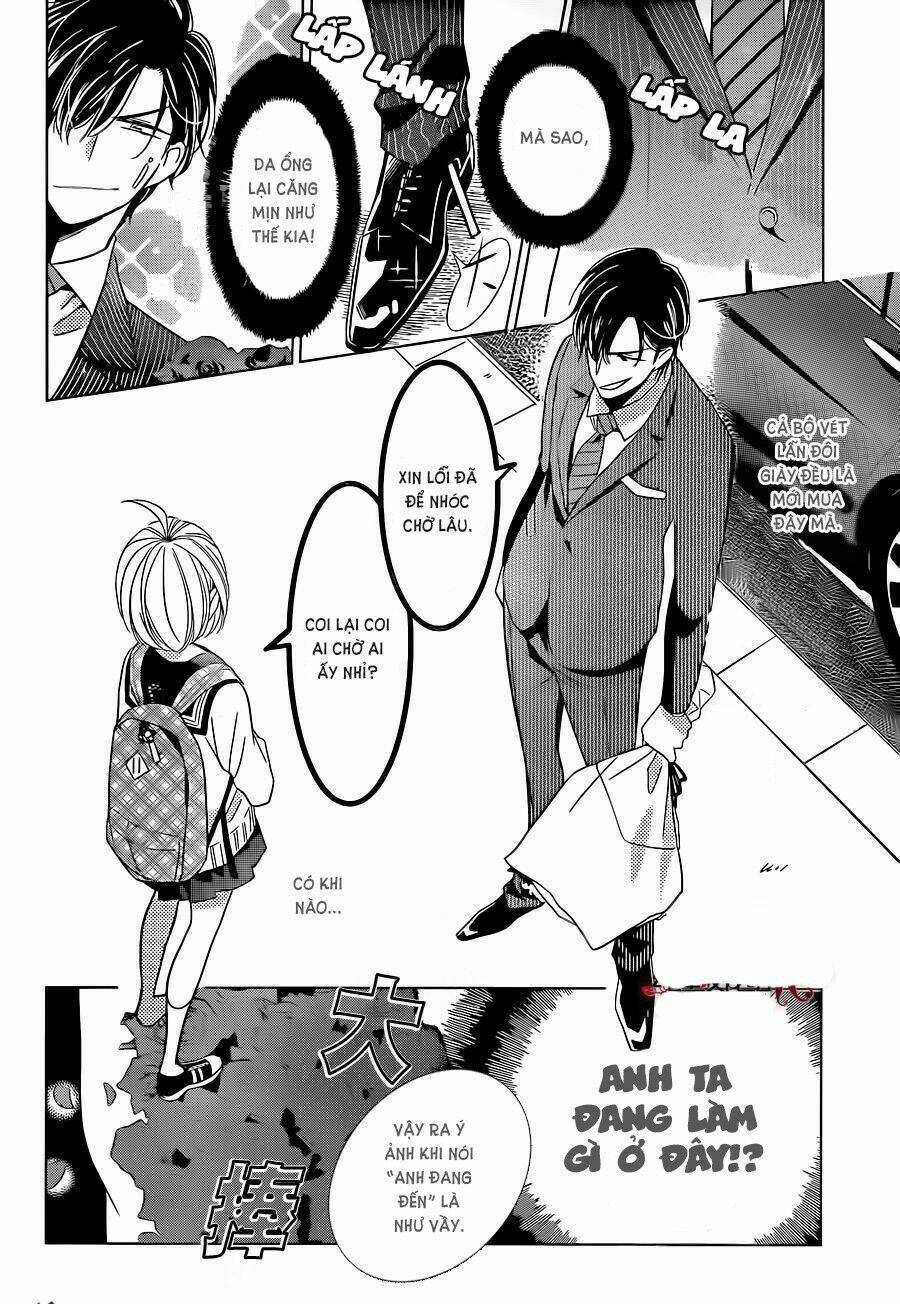 LẤP LA
MÀ SAO,
LẤP LÁNH
DA ỔNG
LẠI CĂNG
MỊN NHƯ
THẾ KIA!
CẢ BỘ VÉT
LẪN ĐÔI
GIÀY ĐỀU LÀ
MỚI MUA
ĐÂY MÀ.
XIN LỖI ĐÃ
ĐỂ NHÓC
CHỜ LÂU.
COI LẠI COI
AI CHỜ AI
ẤY NHỈ?
CÓ KHI
NÀO...
ANH TA
ĐANG LÀM
GÌ Ở ĐÂY!?
大
捧
VẬY RA Ý
ẢNH KHI NÓI
“ANH ĐANG
ĐẾN” LÀ
NHƯ VẦY.